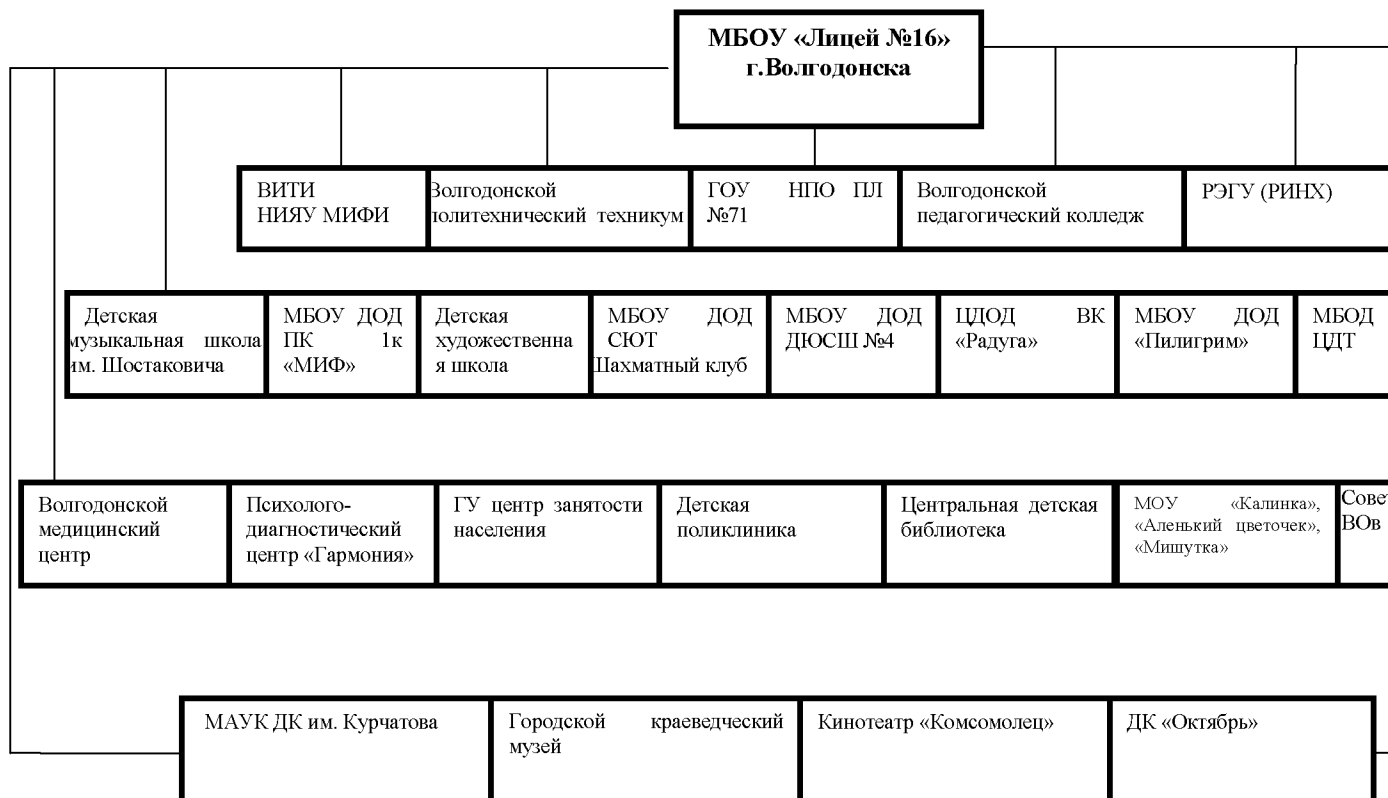 МБОУ «Лицей №16»
г.Волгодонска
ВИТИ
НИЯУ МИФИ
Волгодонской
политехнический техникум
ГОУ НПО ПЛ
№71
Волгодонской
педагогический колледж
РЭГУ (РИНХ)
Детская
музыкальная школа
им. Шостаковича
МБОУ ДОД
ПК 1к
«МИФ»
Детская
художественна
я школа
МБОУ ДОД
СЮТ
Шахматный клуб
МБОУ ДОД
ДЮСШ №4
ЦДОД ВК
«Радуга»
МБОУ ДОД
«Пилигрим»
МБОД
ЦДТ
Волгодонской
медицинский
центр
Психолого-
диагностический
центр «Гармония»
ГУ центр занятости
населения
Детская
поликлиника
Центральная детская
библиотека
МОУ «Калинка»,
«Аленький цветочек»,
«Мишутка»
Совет
ВОв
МАУК ДК им. Курчатова
Городской краеведческий
музей
Кинотеатр «Комсомолец»
ДК «Октябрь»